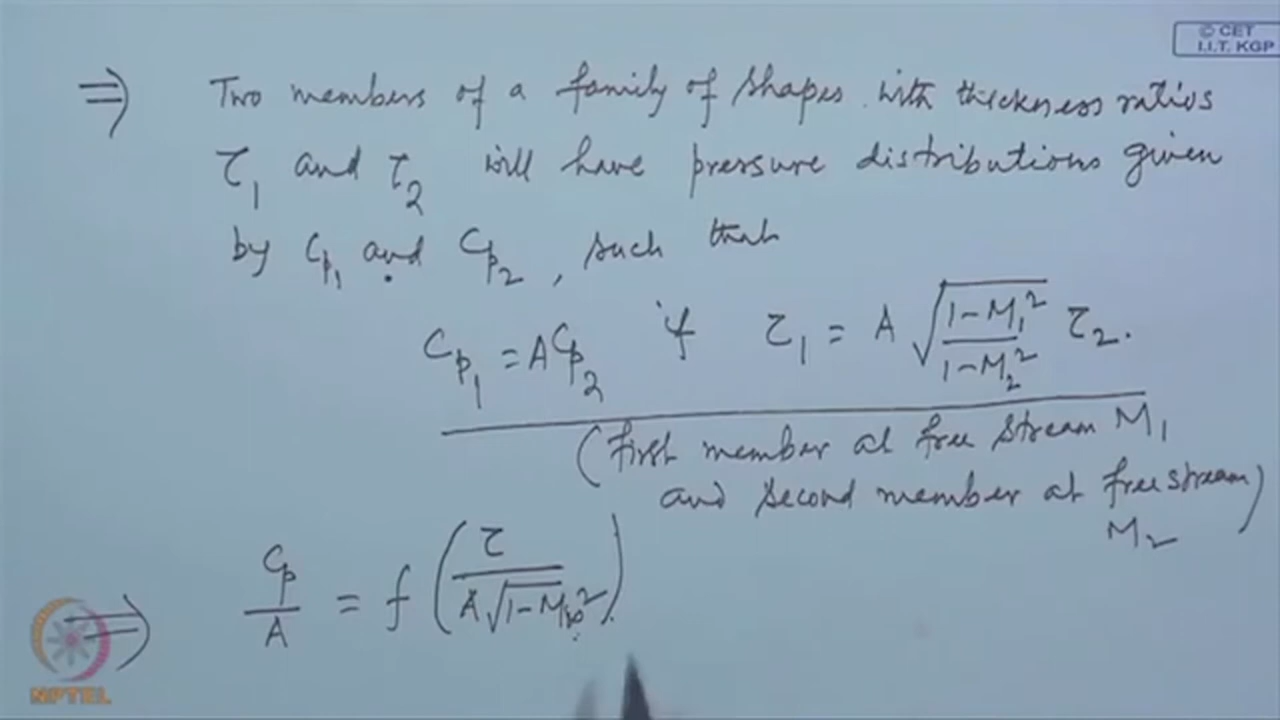 © CET
I.I.T. KGP
⇒ Two members of a family of shapes with thickness ratios
τ₁ and τ₂ will have pressure distributions given
by Cp₁ and Cp₂, such that
Cp₁ = A Cp₂ if τ₁ = A √((1-M₁²)/(1-M₂²)) τ₂.
(First member at free stream M₁
and second member at free stream)
M₂
⇒ Cp/A = f(τ/(A√(1-M∞²)))
NPTEL